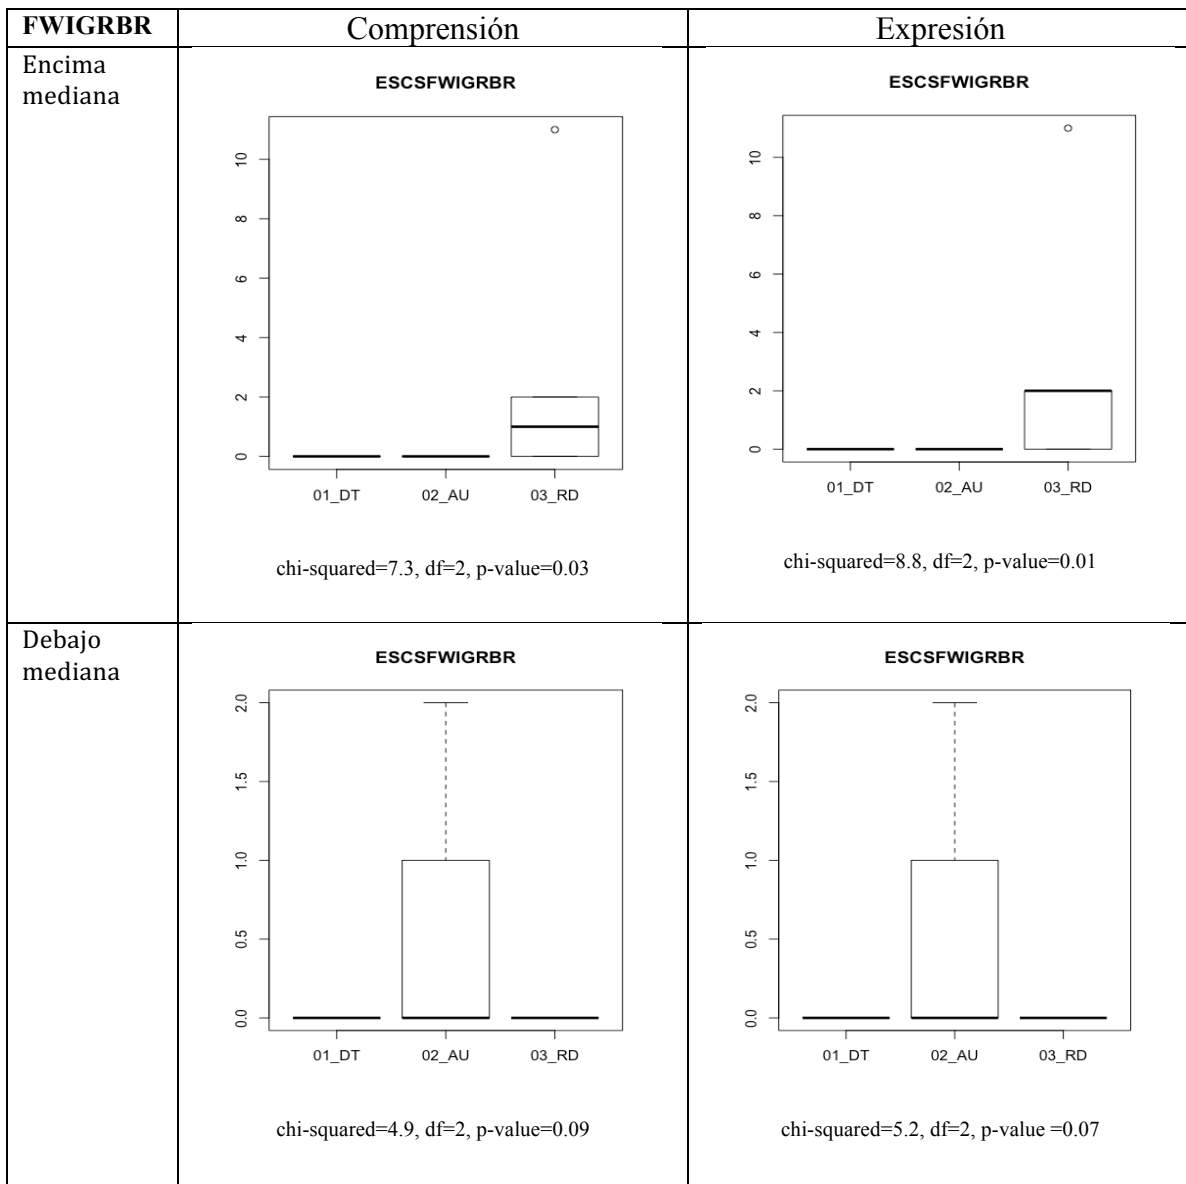 FWIGRBR
Comprensión
Expresión
Encima
mediana
ESCSFWIGRBR
10
8
6
4
2
0
01_DT 02_AU 03_RD
chi-squared=7.3, df=2, p-value=0.03
ESCSFWIGRBR
10
8
6
4
2
0
01_DT 02_AU 03_RD
chi-squared=8.8, df=2, p-value=0.01
Debajo
mediana
ESCSFWIGRBR
2.0
1.5
1.0
0.5
0.0
01_DT 02_AU 03_RD
chi-squared=4.9, df=2, p-value=0.09
ESCSFWIGRBR
2.0
1.5
1.0
0.5
0.0
01_DT 02_AU 03_RD
chi-squared=5.2, df=2, p-value =0.07